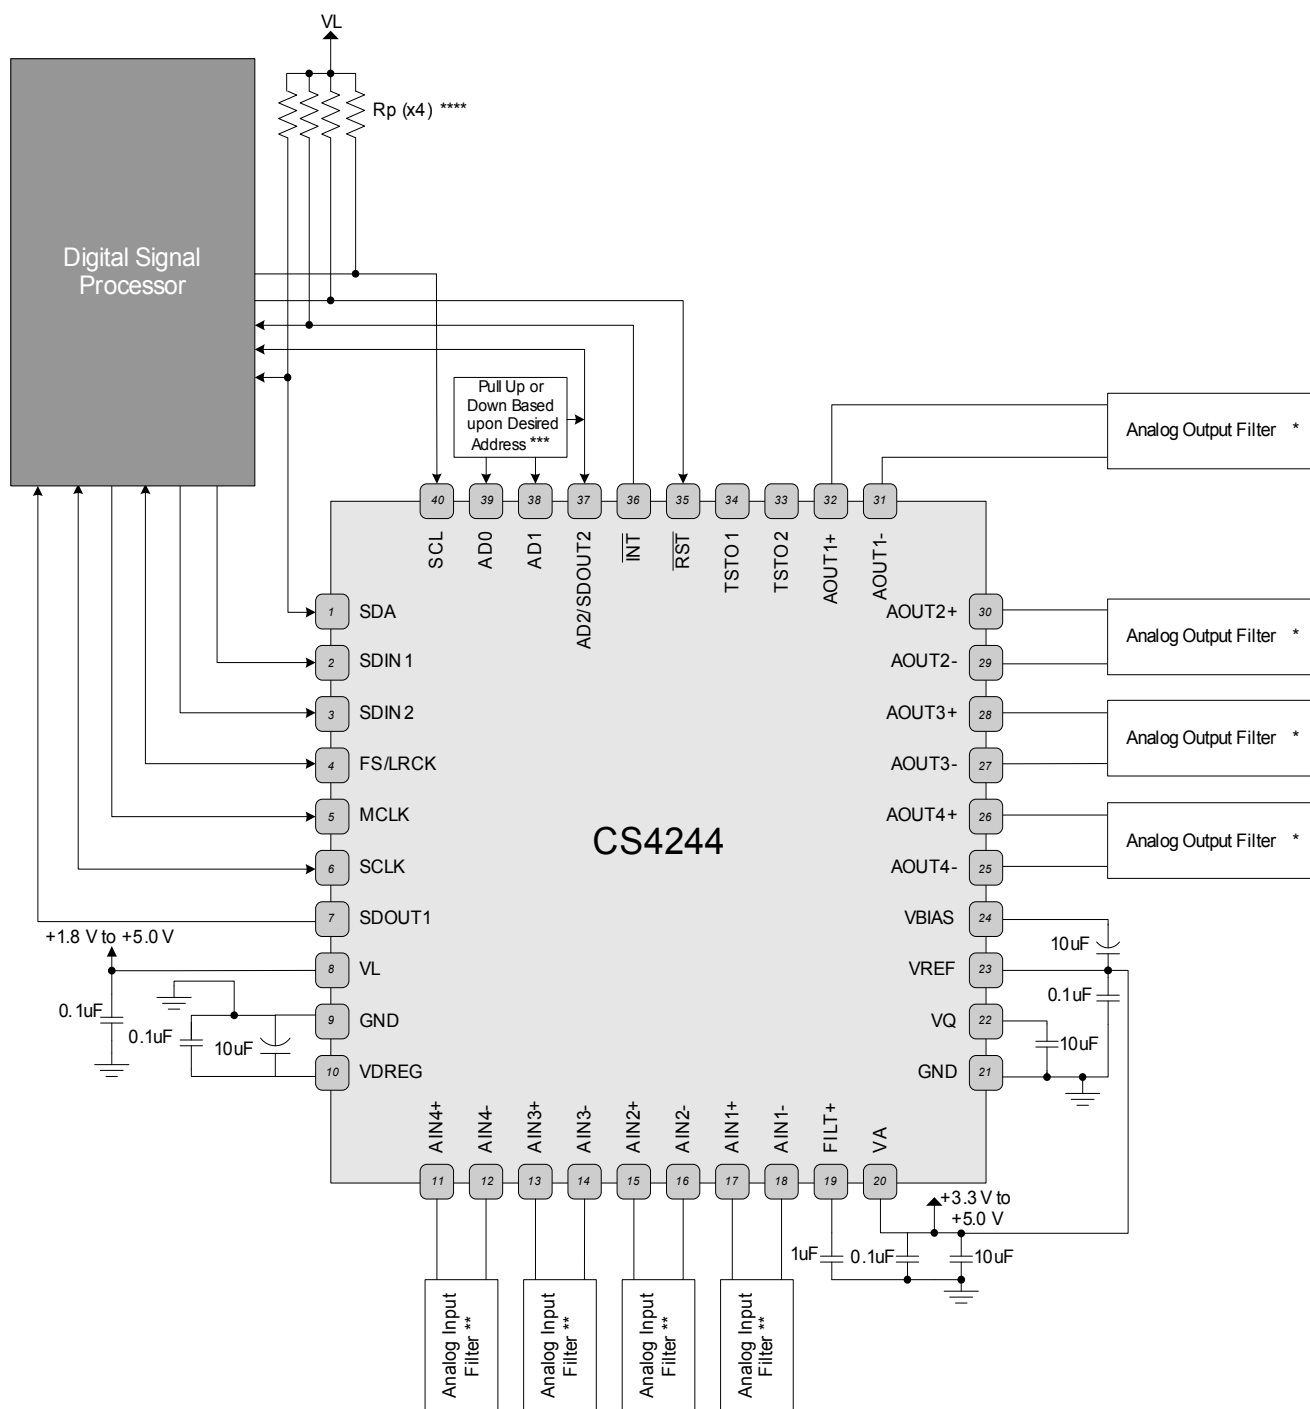 VL
Rp (x4) ****
Digital Signal
Processor
Pull Up or
Down Based
upon Desired
Address ***
Analog Output Filter *
40
39
38
37
36
35
34
33
32
31
SCL
AD0
AD1
AD2/SDOUT2
INT
RST
TSTO1
TSTO2
AOUT1+
AOUT1-
1 SDA
2 SDIN1
3 SDIN2
4 FS/LRCK
5 MCLK
6 SCLK
7 SDOUT1
8 VL
9 GND
10 VDREG
CS4244
AOUT2+ 30
AOUT2- 29
AOUT3+ 28
AOUT3- 27
AOUT4+ 26
AOUT4- 25
VBIAS 24
VREF 23
VQ 22
GND 21
Analog Output Filter *
Analog Output Filter *
Analog Output Filter *
+1.8 V to +5.0 V
0.1uF
0.1uF
10uF
10uF
0.1uF
10uF
AIN4+
AIN4-
AIN3+
AIN3-
AIN2+
AIN2-
AIN1+
AIN1-
FILT+
VA
11
12
13
14
15
16
17
18
19
20
+3.3 V to
+5.0 V
1uF
0.1uF
10uF
Analog Input
Filter **
Analog Input
Filter **
Analog Input
Filter **
Analog Input
Filter **